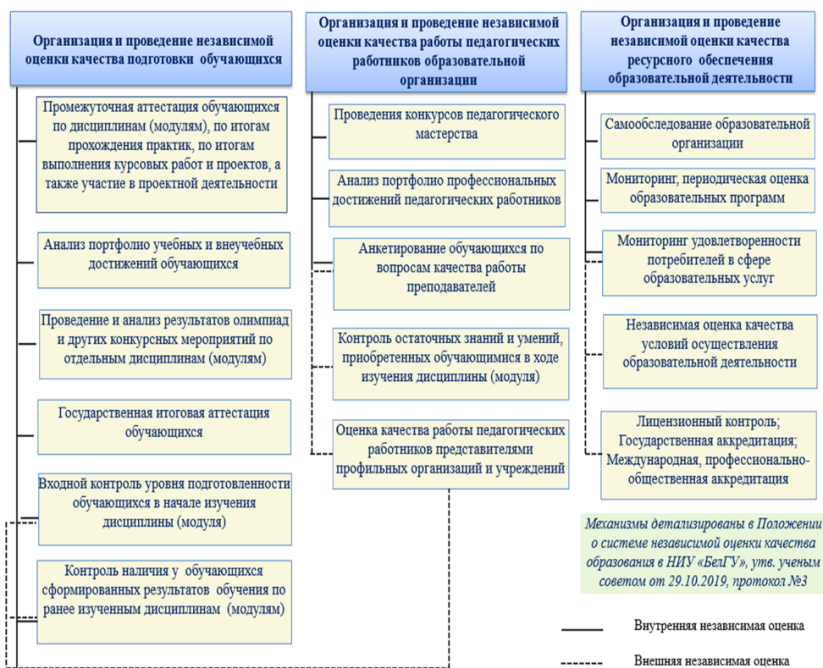 Организация и проведение независимой
оценки качества подготовки обучающихся
Промежуточная аттестация обучающихся
по дисциплинам (модулям), по итогам
прохождения практик, по итогам
выполнения курсовых работ и проектов, а
также участие в проектной деятельности
Анализ портфолио учебных и внеучебных
достижений обучающихся
Проведение и анализ результатов олимпиад
и других конкурсных мероприятий по
отдельным дисциплинам (модулям)
Государственная итоговая аттестация
обучающихся
Входной контроль уровня подготовленности
обучающихся в начале изучения
дисциплины (модуля)
Контроль наличия у обучающихся
сформированных результатов обучения по
ранее изученным дисциплинам (модулям)
Организация и проведение независимой
оценки качества работы педагогических
работников образовательной
организации
Проведения конкурсов педагогического
мастерства
Анализ портфолио профессиональных
достижений педагогических работников
Анкетирование обучающихся по
вопросам качества работы
преподавателей
Контроль остаточных знаний и умений,
приобретенных обучающимися в ходе
изучения дисциплины (модуля)
Оценка качества работы педагогических
работников представителями
профильных организаций и учреждений
Организация и проведение
независимой оценки качества
ресурсного обеспечения
образовательной деятельности
Самообследование образовательной
организации
Мониторинг, периодическая оценка
образовательных программ
Мониторинг удовлетворенности
потребителей в сфере
образовательных услуг
Независимая оценка качества
условий осуществления
образовательной деятельности
Лицензионный контроль;
Государственная аккредитация;
Международная, профессионально-
общественная аккредитация
Механизмы детализированы в Положении
о системе независимой оценки качества
образования в НИУ «БелГУ», утв. ученым
советом от 29.10.2019, протокол №3
Внутренняя независимая оценка
Внешняя независимая оценка